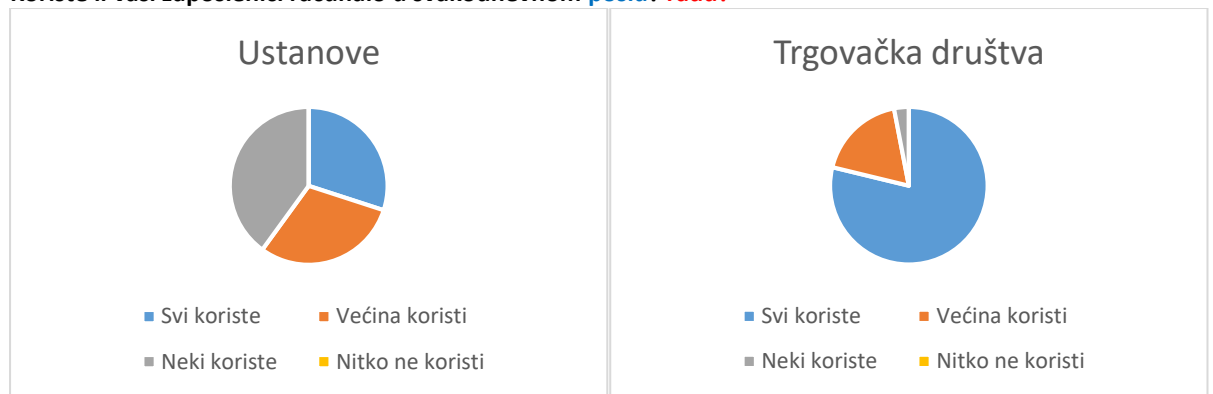 Ustanove
Trgovačka društva
Svi koriste
Većina koristi
Neki koriste
Nitko ne koristi
Svi koriste
Većina koristi
Neki koriste
Nitko ne koristi